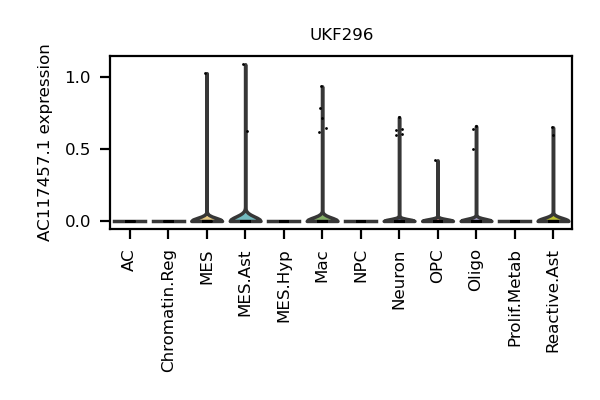 UKF296
AC117457.1 expression
1.0
0.5
0.0
AC
Chromatin.Reg
MES
MES.Ast
MES.Hyp
Mac
NPC
Neuron
OPC
Oligo
Prolif.Metab
Reactive.Ast